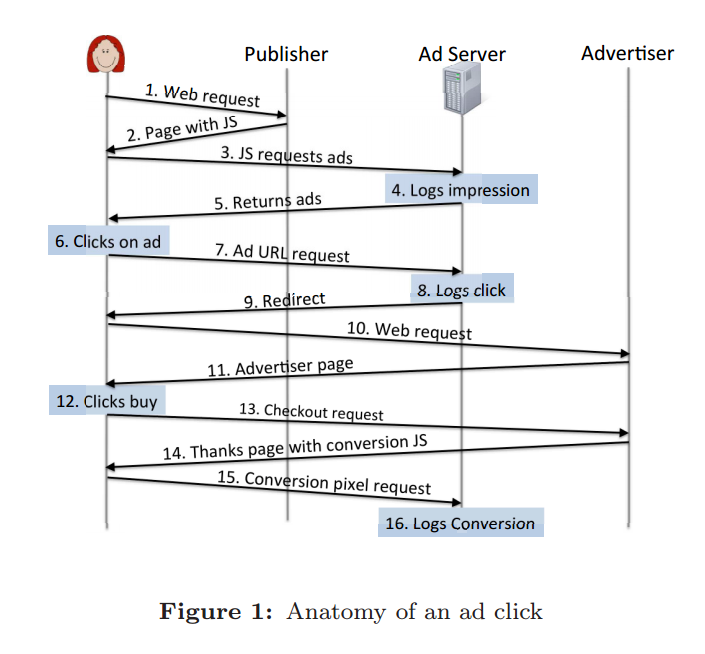 Publisher
Ad Server
Advertiser
1. Web request
2. Page with JS
3. JS requests ads
4. Logs impression
5. Returns ads
6. Clicks on ad
7. Ad URL request
8. Logs click
9. Redirect
10. Web request
11. Advertiser page
12. Clicks buy
13. Checkout request
14. Thanks page with conversion JS
15. Conversion pixel request
16. Logs Conversion
Figure 1: Anatomy of an ad click